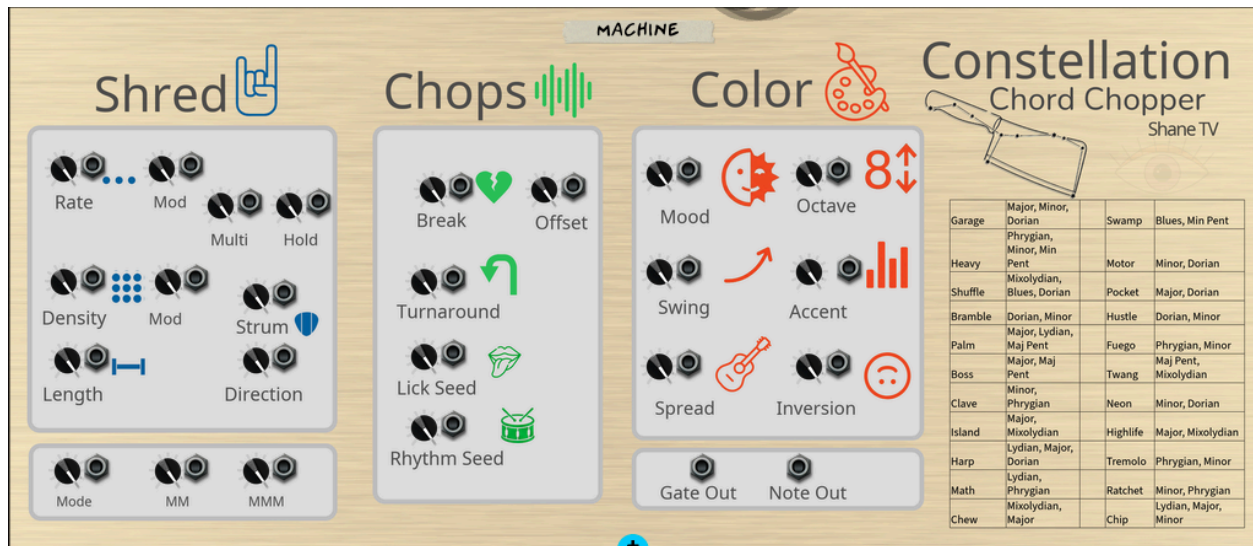 MACHINE
Shred
Chops
Color
Constellation
Chord Chopper
Shane TV
Rate
Mod
Multi
Hold
Density
Mod
Strum
Length
Direction
Mode
MM
MMM
Break
Offset
Turnaround
Lick Seed
Rhythm Seed
Mood
Octave
8
Swing
Accent
Spread
Inversion
Gate Out
Note Out
Garage
Major, Minor,
Dorian
Swamp
Blues, Min Pent
Heavy
Phrygian,
Minor, Min
Pent
Motor
Minor, Dorian
Shuffle
Mixolydian,
Blues, Dorian
Pocket
Major, Dorian
Bramble
Dorian, Minor
Hustle
Dorian, Minor
Palm
Major, Lydian,
Maj Pent
Fuego
Phrygian, Minor
Boss
Major, Maj
Pent
Twang
Maj Pent,
Mixolydian
Clave
Minor,
Phrygian
Neon
Minor, Dorian
Island
Major,
Mixolydian
Highlife
Major, Mixolydian
Harp
Lydian, Major,
Dorian
Tremolo
Phrygian, Minor
Math
Lydian,
Phrygian
Ratchet
Minor, Phrygian
Chew
Mixolydian,
Major
Chip
Lydian, Major,
Minor